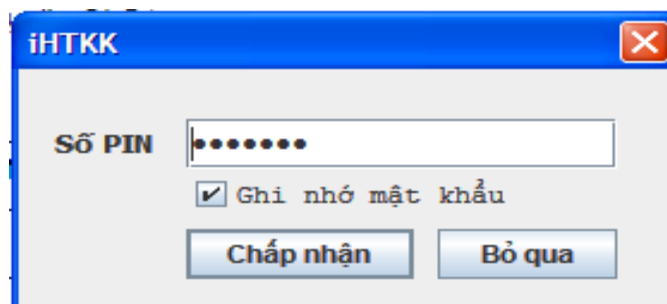 iHTKK
Số PIN •••••••
Ghi nhớ mật khẩu
Chấp nhận Bỏ qua